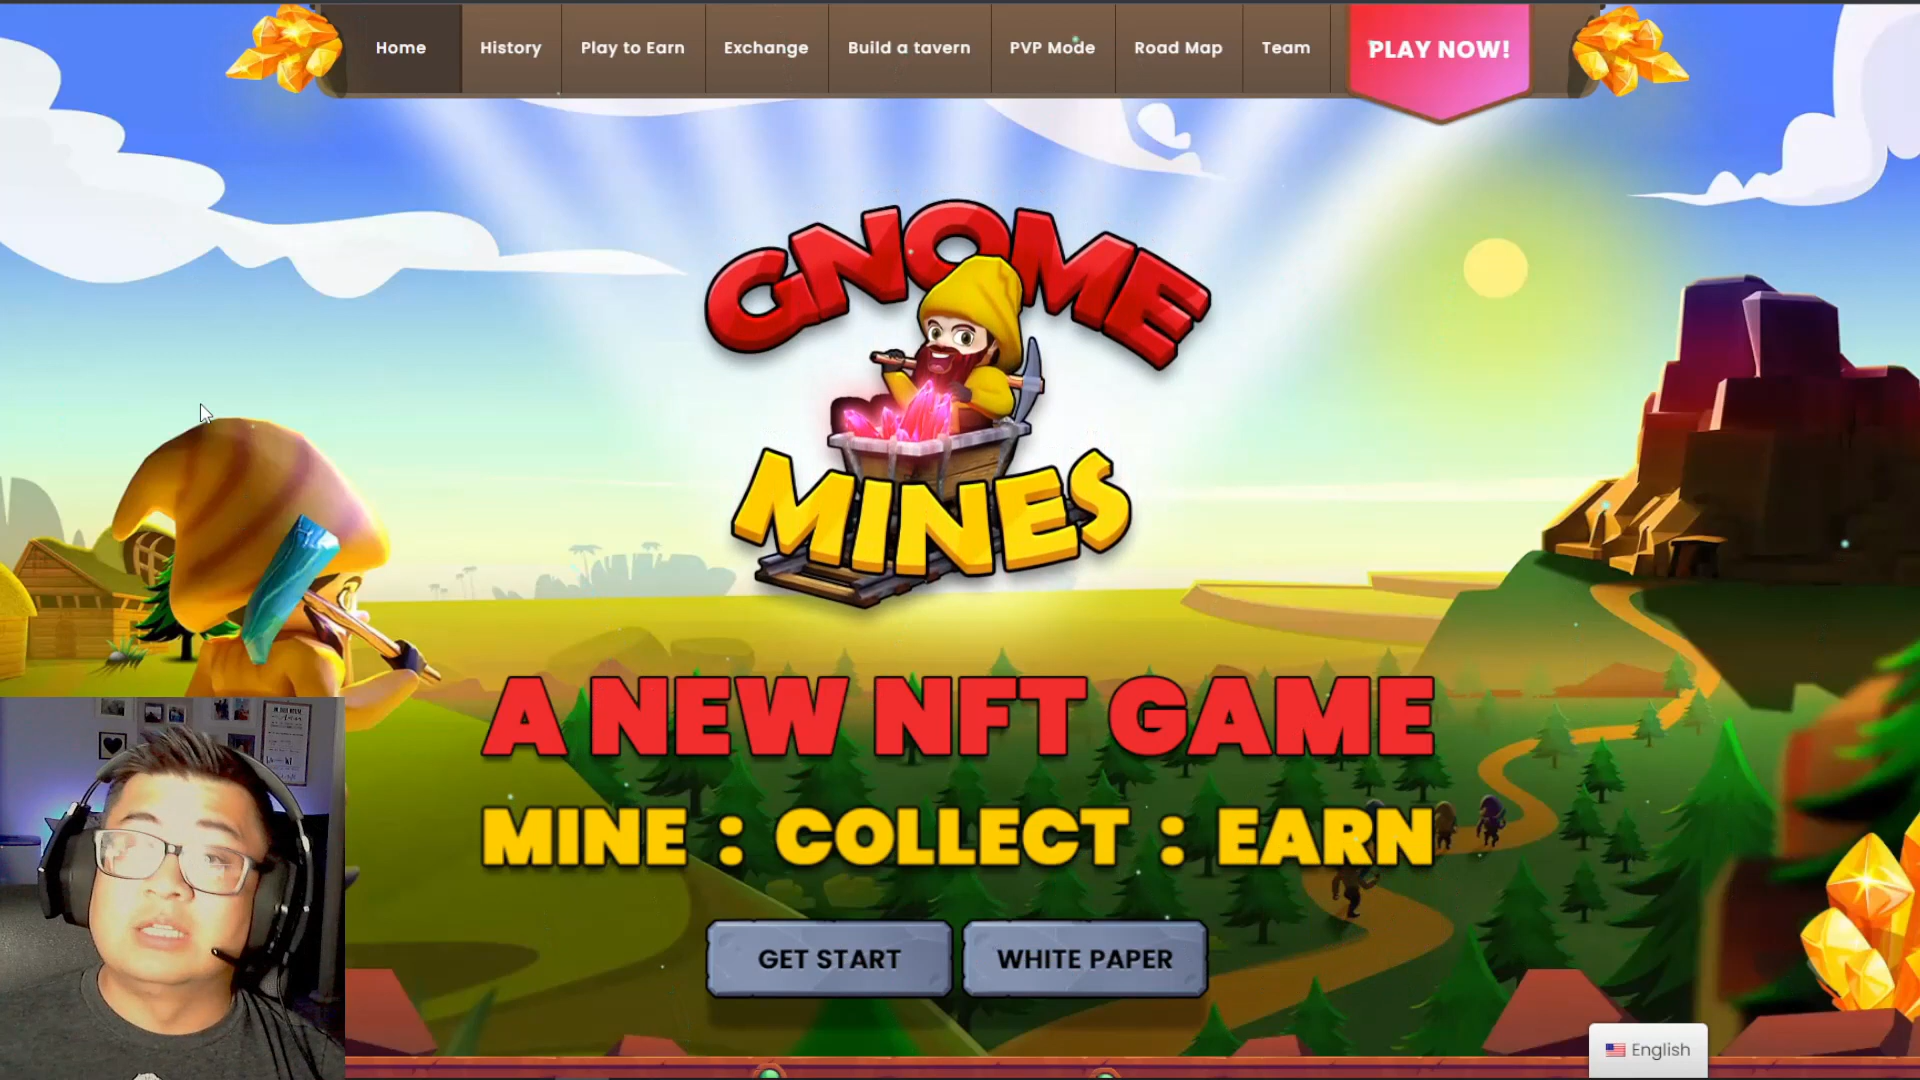 Home
History
Play to Earn
Exchange
Build a tavern
PVP Mode
Road Map
Team
PLAY NOW!
GNOME
MINES
A NEW NFT GAME
MINE : COLLECT : EARN
GET START
WHITE PAPER
English